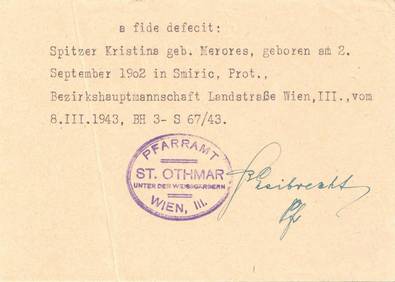 a fide defecit:
Spitzer Kristina geb. Merores, geboren am 2.
September 1902 in Smiric, Prot.,
Bezirkshauptmannschaft Landstraße Wien,III.,vom
8.III.1943, BH 3- S 67/43.
PFARRAMT
ST. OTHMAR
UNTER DEN WEISSGÄRBERN
WIEN, III.